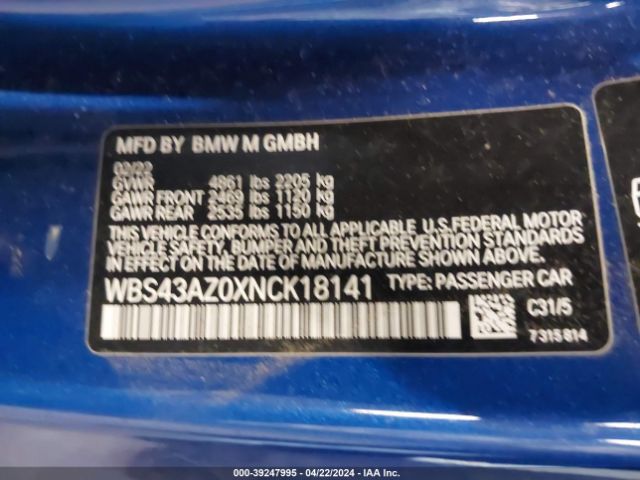 MFD BY BMW M GMBH
02/22
GVWR 4861 lbs 2205 kg
GAWR FRONT 2469 lbs 1120 kg
GAWR REAR 2535 lbs 1150 kg
THIS VEHICLE CONFORMS TO ALL APPLICABLE U.S.FEDERAL MOTOR
VEHICLE SAFETY, BUMPER AND THEFT PREVENTION STANDARDS
IN EFFECT ON THE DATE OF MANUFACTURE SHOWN ABOVE.
WBS43AZ0XNCK18141 TYPE: PASSENGER CAR
C31/5
7315814
000-39247995 - 04/22/2024 - IAA Inc.